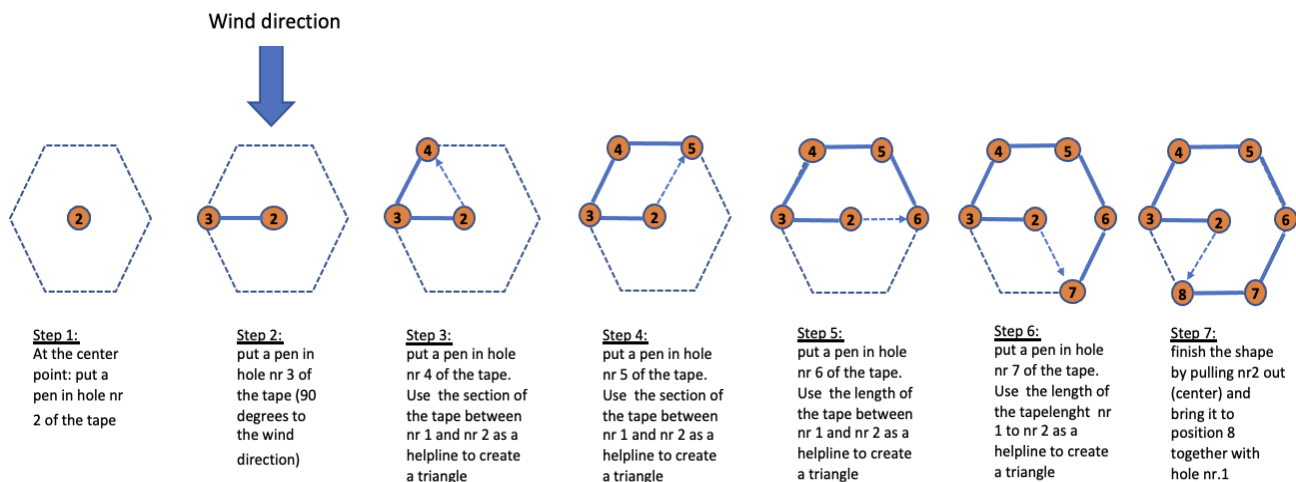 Wind direction
2
3 2
4
3 2
4 5
3 2
4 5
3 2 6
4 5
3 2 6
7
4 5
3 2 6
8 7
Step 1:
At the center
point: put a
pen in hole nr
2 of the tape
Step 2:
put a pen in
hole nr 3 of
the tape (90
degrees to
the wind
direction)
Step 3:
put a pen in hole
nr 4 of the tape.
Use the section of
the tape between
nr 1 and nr 2 as a
helpline to create
a triangle
Step 4:
put a pen in hole
nr 5 of the tape.
Use the section of
the tape between
nr 1 and nr 2 as a
helpline to create
a triangle
Step 5:
put a pen in hole
nr 6 of the tape.
Use the length of
the tape between
nr 1 and nr 2 as a
helpline to create
a triangle
Step 6:
put a pen in hole
nr 7 of the tape.
Use the length of
the tapelenght nr
1 to nr 2 as a
helpline to create
a triangle
Step 7:
finish the shape
by pulling nr2 out
(center) and
bring it to
position 8
together with
hole nr.1